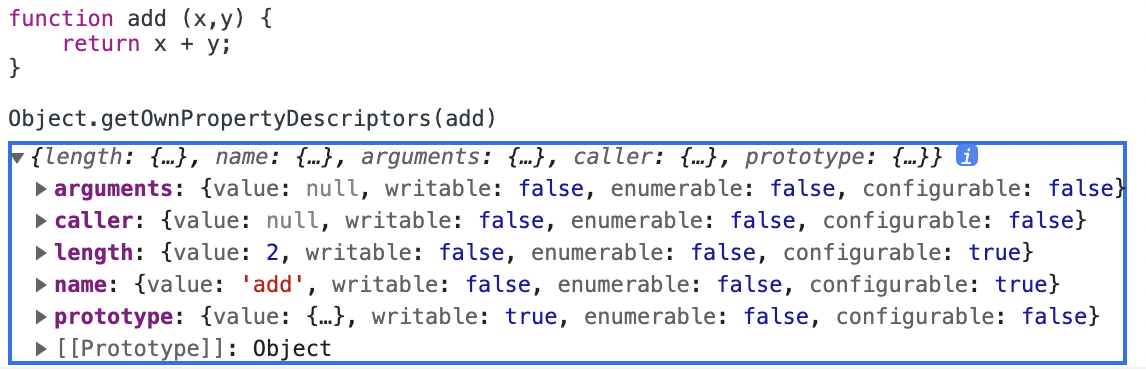 function add (x,y) {
    return x + y;
}
Object.getOwnPropertyDescriptors(add)
▼{length: {…}, name: {…}, arguments: {…}, caller: {…}, prototype: {…}} i
▶ arguments: {value: null, writable: false, enumerable: false, configurable: false}
▶ caller: {value: null, writable: false, enumerable: false, configurable: false}
▶ length: {value: 2, writable: false, enumerable: false, configurable: true}
▶ name: {value: 'add', writable: false, enumerable: false, configurable: true}
▶ prototype: {value: {…}, writable: true, enumerable: false, configurable: false}
▶ [[Prototype]]: Object